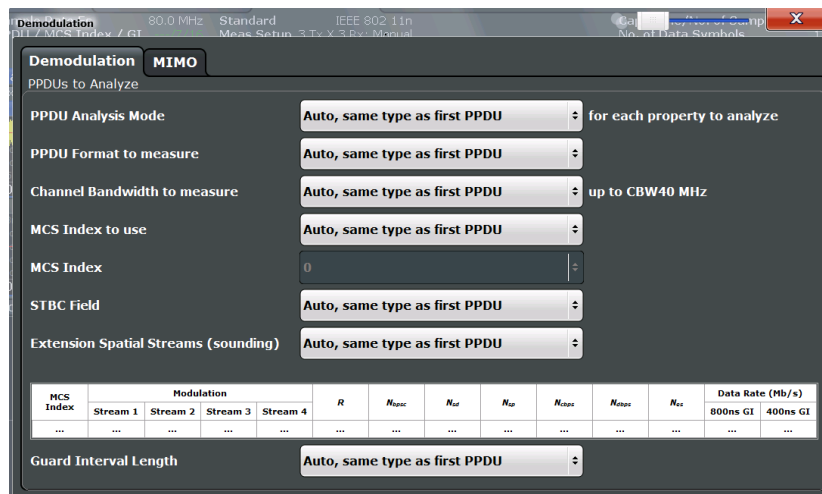 Demodulation
80.0 MHz Standard IEEE 802 11n
MCS Index / GI Meas Setup 3 Tx X 3 Rx: Manual No. of Data Symbols
Demodulation MIMO
PPDUs to Analyze
PPDU Analysis Mode Auto, same type as first PPDU for each property to analyze
PPDU Format to measure Auto, same type as first PPDU
Channel Bandwidth to measure Auto, same type as first PPDU up to CBW40 MHz
MCS Index to use Auto, same type as first PPDU
MCS Index 0
STBC Field Auto, same type as first PPDU
Extension Spatial Streams (sounding) Auto, same type as first PPDU
MCS Index Modulation R Nbpsc Nsd Nsp Ncbps Ndbps Nes Data Rate (Mb/s)
Stream 1 Stream 2 Stream 3 Stream 4 800ns GI 400ns GI
... ... ... ... ... ... ... ... ... ... ... ... ... ...
Guard Interval Length Auto, same type as first PPDU